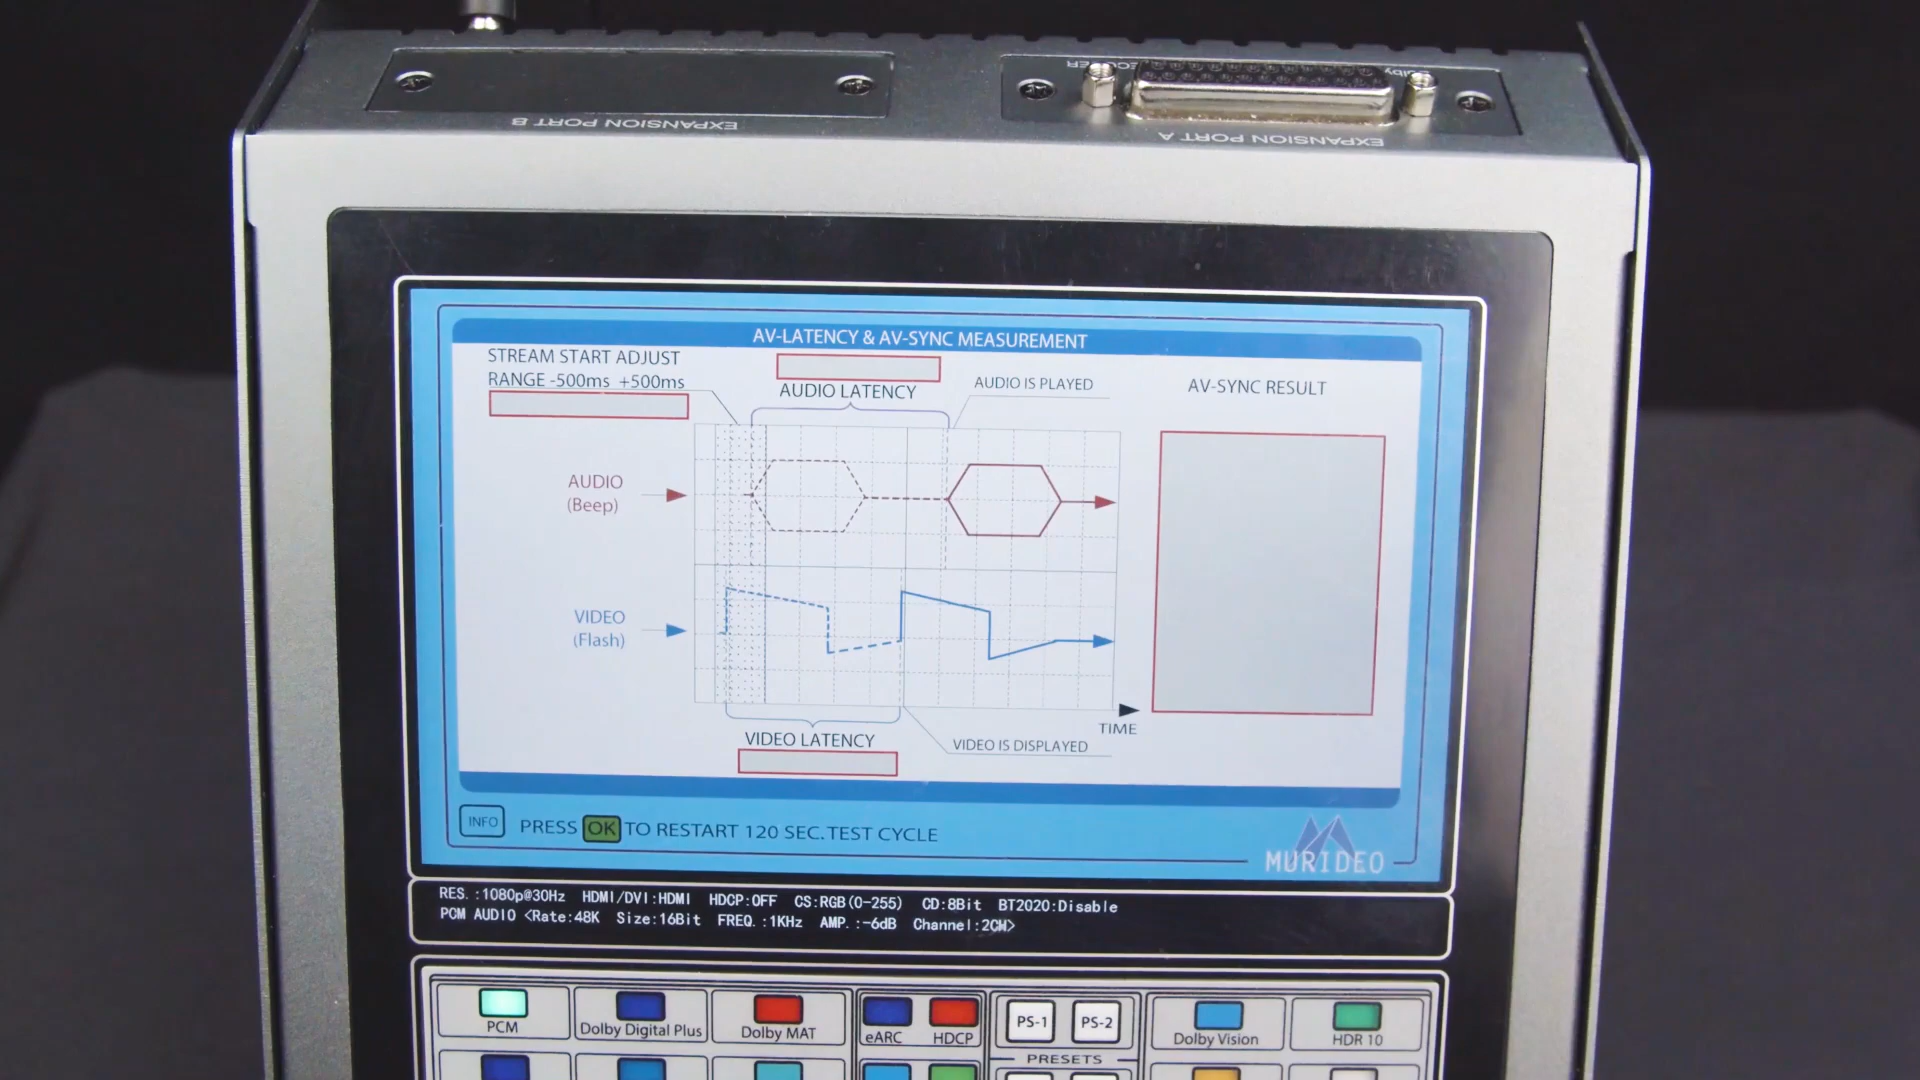 EXPANSION PORT B
EXPANSION PORT A
AV-LATENCY & AV-SYNC MEASUREMENT
STREAM START ADJUST
RANGE -500ms +500ms
AUDIO LATENCY
AUDIO IS PLAYED
AV-SYNC RESULT
AUDIO
(Beep)
VIDEO
(Flash)
TIME
VIDEO LATENCY
VIDEO IS DISPLAYED
INFO
PRESS OK TO RESTART 120 SEC.TEST CYCLE
MURIDEO
RES.:1080p@30Hz HDMI/DVI:HDMI HDCP:OFF CS:RGB(0-255) CD:8Bit BT2020:Disable
PCM AUDIO <Rate:48K Size:16Bit FREQ.:1KHz AMP.:-6dB Channel:2CH>
PCM
Dolby Digital Plus
Dolby MAT
eARC
HDCP
PS-1
PS-2
PRESETS
Dolby Vision
HDR 10